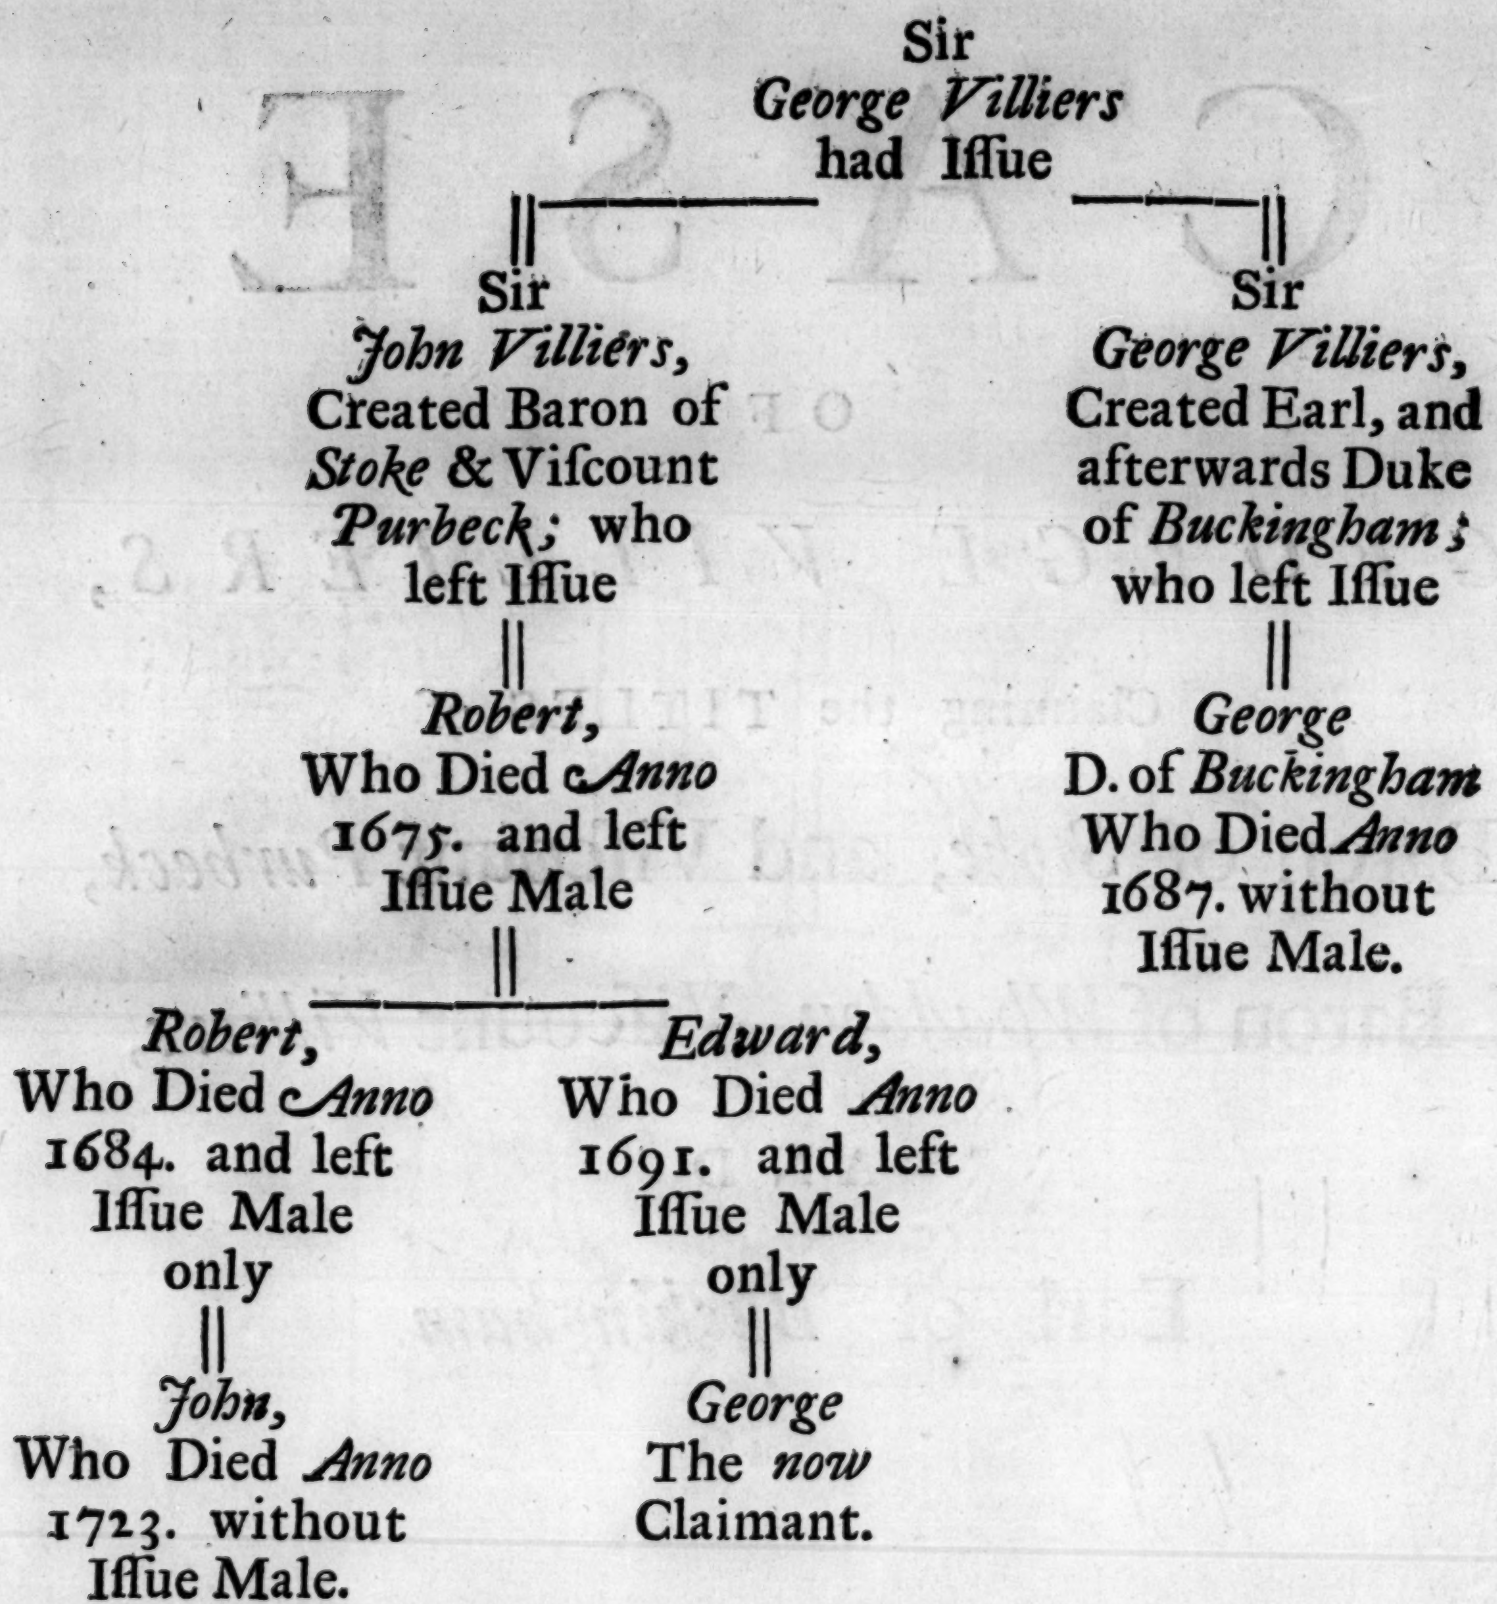 Sir
George Villiers
had Iſſue
Sir
John Villiers,
Created Baron of
Stoke & Viſcount
Purbeck; who
left Iſſue
Sir
George Villiers,
Created Earl, and
afterwards Duke
of Buckingham;
who left Iſſue
Robert,
Who Died Anno
1675. and left
Iſſue Male
George
D. of Buckingham
Who Died Anno
1687. without
Iſſue Male.
Robert,
Who Died Anno
1684. and left
Iſſue Male
only
Edward,
Who Died Anno
1691. and left
Iſſue Male
only
John,
Who Died Anno
1723. without
Iſſue Male.
George
The now
Claimant.